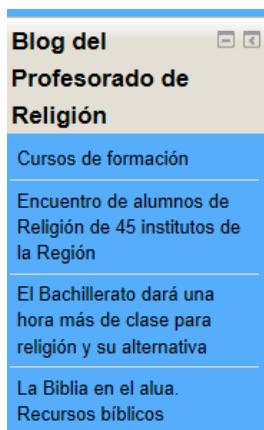 Blog del
Profesorado de
Religión
Cursos de formación
Encuentro de alumnos de
Religión de 45 institutos de
la Región
El Bachillerato dará una
hora más de clase para
religión y su alternativa
La Biblia en el alua.
Recursos bíblicos